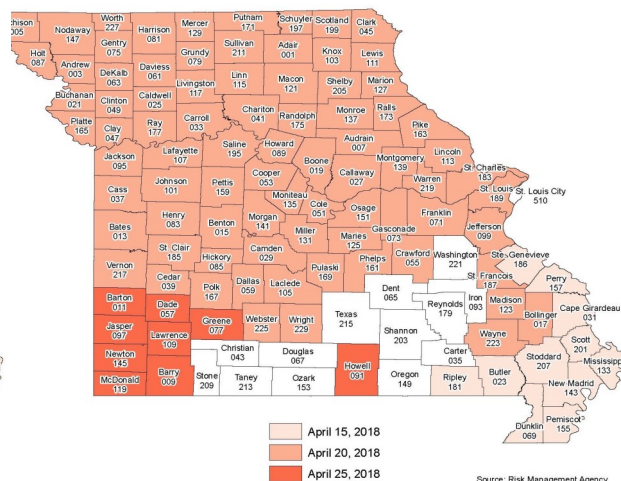 chison
005
Nodaway
147
Worth
227
Harrison
081
Mercer
129
Putnam
171
Schuyler
197
Scotland
199
Clark
045
Holt
087
Gentry
075
Sullivan
211
Adair
001
Knox
103
Lewis
111
Andrew
003
DeKalb
063
Daviess
061
Grundy
079
Linn
115
Macon
121
Shelby
205
Marion
127
Buchanan
021
Clinton
049
Caldwell
025
Livingston
117
Chariton
041
Randolph
175
Monroe
137
Ralls
173
Platte
165
Clay
047
Ray
177
Carroll
033
Pike
163
Audrain
007
Jackson
095
Lafayette
107
Saline
195
Howard
089
Boone
019
Callaway
027
Montgomery
139
Lincoln
113
Warren
219
St. Charles
183
St. Louis
189
St. Louis City
510
Cass
037
Johnson
101
Pettis
159
Cooper
053
Moniteau
135
Cole
051
Osage
151
Gasconade
073
Franklin
071
Jefferson
099
Bates
013
Henry
083
Benton
015
Morgan
141
Miller
131
Maries
125
Vernon
217
St. Clair
185
Hickory
085
Camden
029
Pulaski
169
Phelps
161
Crawford
055
Washington
221
Ste. Genevieve
186
St. Francois
187
Perry
157
Barton
011
Cedar
039
Polk
167
Dallas
059
Laclede
105
Dent
065
Iron
093
Madison
123
Bollinger
017
Cape Girardeau
031
Dade
057
Jasper
097
Greene
077
Webster
225
Wright
229
Texas
215
Reynolds
179
Shannon
203
Wayne
223
Scott
201
Lawrence
109
Newton
145
Christian
043
Douglas
067
Howell
091
Carter
035
Stoddard
207
Mississipp
133
McDonald
119
Barry
009
Stone
209
Taney
213
Ozark
153
Oregon
149
Ripley
181
Butler
023
New Madrid
143
Dunklin
069
Pemiscot
155
April 15, 2018
April 20, 2018
April 25, 2018
Source: Risk Management Agency